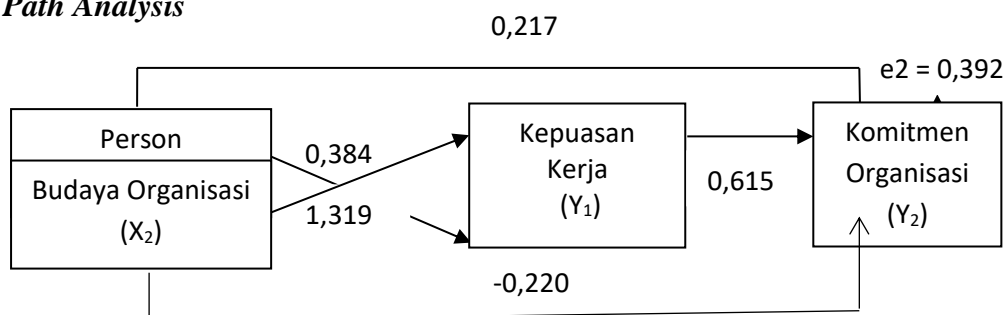 Path Analysis
0,217
e2 = 0,392
Person
Budaya Organisasi
(X₂)
0,384
1,319
Kepuasan
Kerja
(Y₁)
0,615
Komitmen
Organisasi
(Y₂)
-0,220